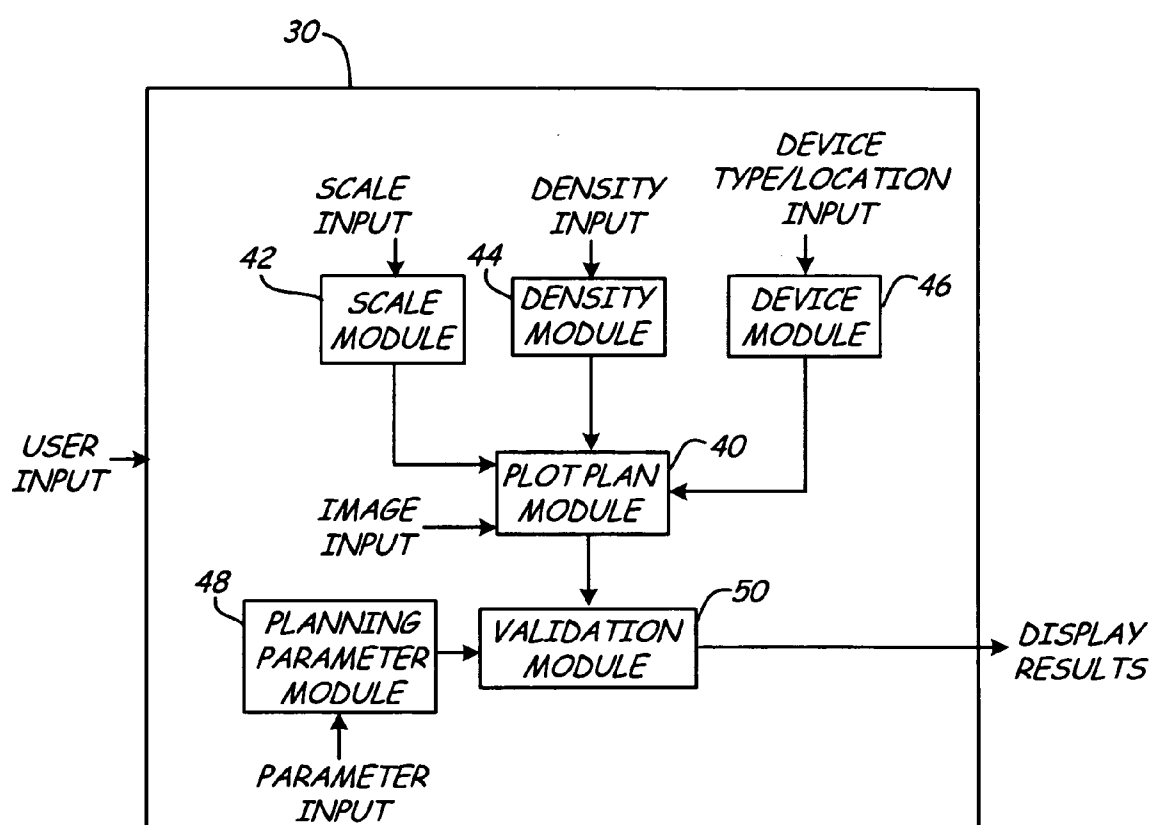 30
SCALE
INPUT
DENSITY
INPUT
DEVICE
TYPE/LOCATION
INPUT
42
SCALE
MODULE
44
DENSITY
MODULE
DEVICE
MODULE
46
USER
INPUT
40
PLOT PLAN
MODULE
IMAGE
INPUT
48
PLANNING
PARAMETER
MODULE
50
VALIDATION
MODULE
DISPLAY
RESULTS
PARAMETER
INPUT